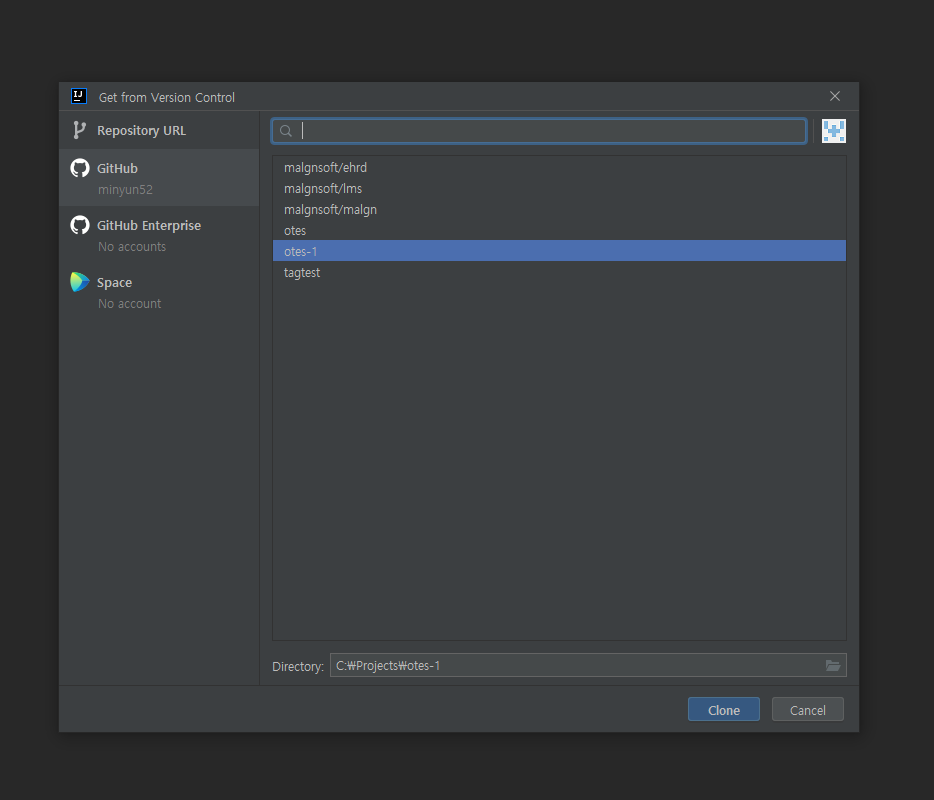 IJ
Get from Version Control
Repository URL
GitHub
minyun52
GitHub Enterprise
No accounts
Space
No account
malgnsoft/ehrd
malgnsoft/lms
malgnsoft/malgn
otes
otes-1
tagtest
Directory: C:₩Projects₩otes-1
Clone Cancel